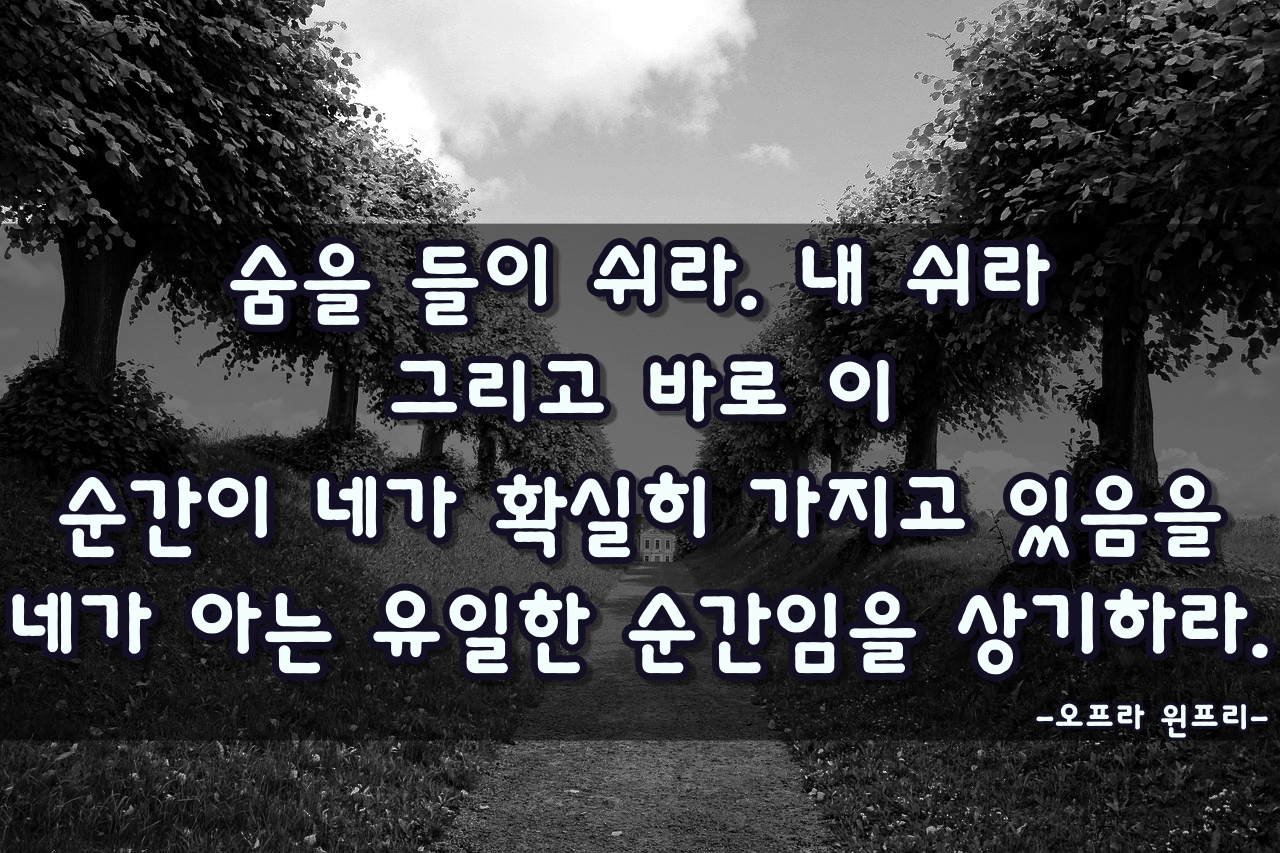 숨을 들이 쉬라. 내 쉬라
그리고 바로 이
순간이 네가 확실히 가지고 있음을
네가 아는 유일한 순간임을 상기하라.
-오프라 윈프리-